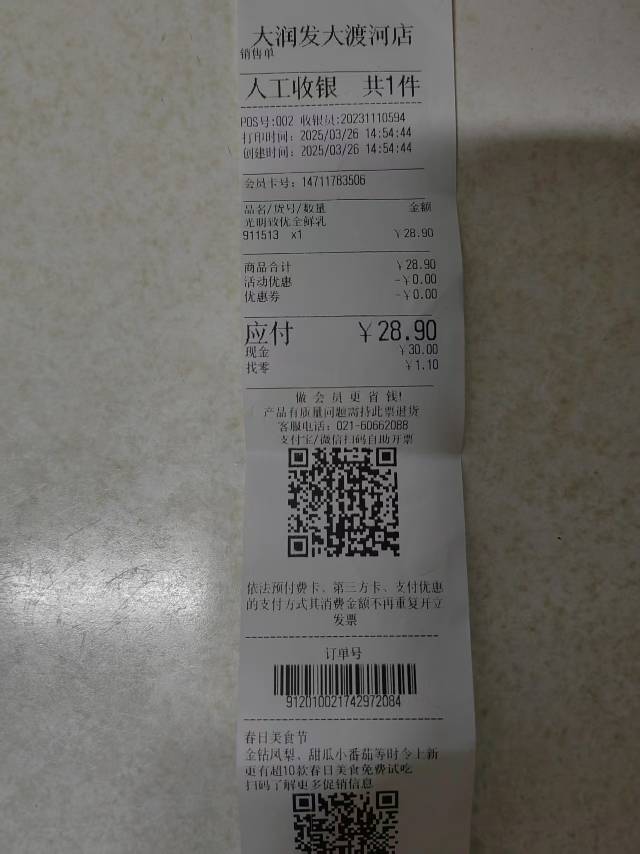 大润发大渡河店
销售单
人工收银 共1件
POS号:002 收银员:20231110594
打印时间: 2025/03/26 14:54:44
创建时间: 2025/03/26 14:54:44
会员卡号: 14711783506
品名/货号/数量 金额
光明致优全鲜乳
911513 x1 ￥28.90
商品合计 ￥28.90
活动优惠 -￥0.00
优惠券 -￥0.00
应付 ￥28.90
现金 ￥30.00
找零 ￥1.10
做会员更省钱!
产品有质量问题需持此票退货
客服电话: 021-60662088
支付宝/微信扫码自助开票
依法预付费卡、第三方卡、支付优惠
的支付方式其消费金额不再重复开立
发票
订单号
912010021742972084
春日美食节
金钻凤梨、甜瓜小番茄等时令上新
更有超10款春日美食免费试吃
扫码了解更多促销信息